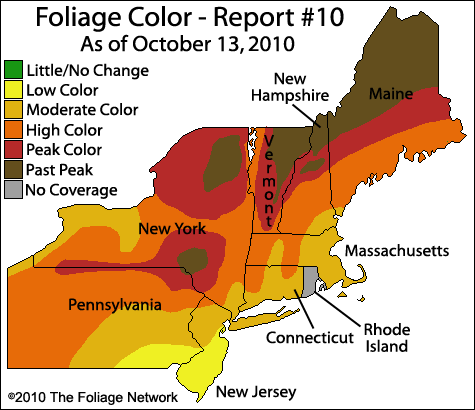 Foliage Color - Report #10
As of October 13, 2010
Little/No Change
Low Color
Moderate Color
High Color
Peak Color
Past Peak
No Coverage
New
Hampshire
Maine
Vermont
New York
Massachusetts
Pennsylvania
Connecticut
Rhode
Island
New Jersey
©2010 The Foliage Network